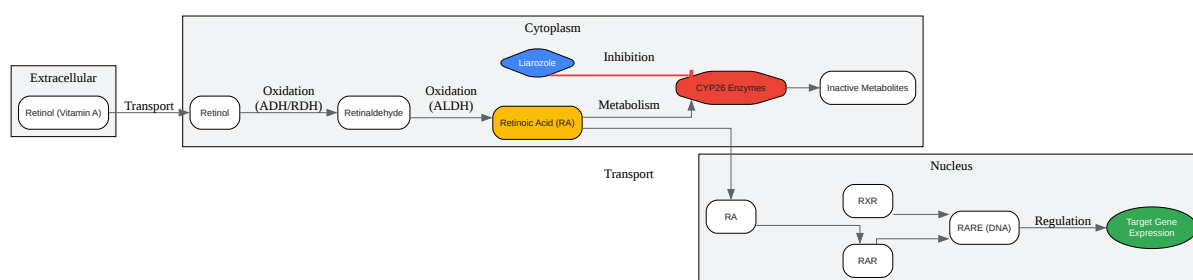 Cytoplasm
Extracellular
Retinol (Vitamin A)
Transport
Retinol
Oxidation
(ADH/RDH)
Retinaldehyde
Oxidation
(ALDH)
Liarozole
Inhibition
Retinoic Acid (RA)
Metabolism
CYP26 Enzymes
Inactive Metabolites
Transport
Nucleus
RA
RXR
RAR
RARE (DNA)
Regulation
Target Gene
Expression